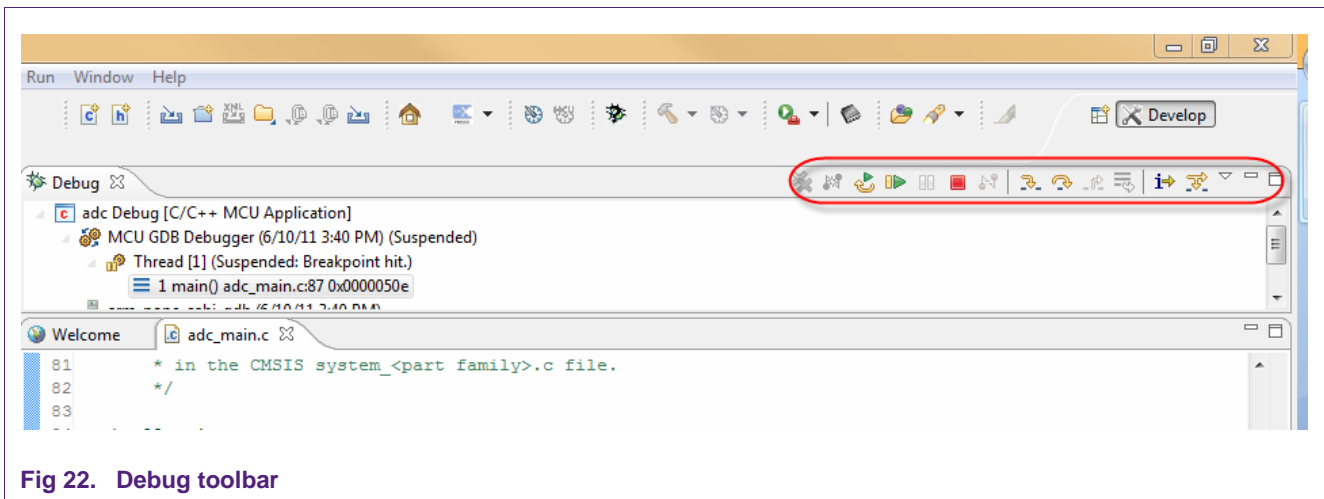 Run Window Help
Develop
Debug
adc Debug [C/C++ MCU Application]
MCU GDB Debugger (6/10/11 3:40 PM) (Suspended)
Thread [1] (Suspended: Breakpoint hit.)
1 main() adc_main.c:87 0x0000050e
Welcome adc_main.c
81 * in the CMSIS system_<part family>.c file.
82 */
83
Fig 22. Debug toolbar